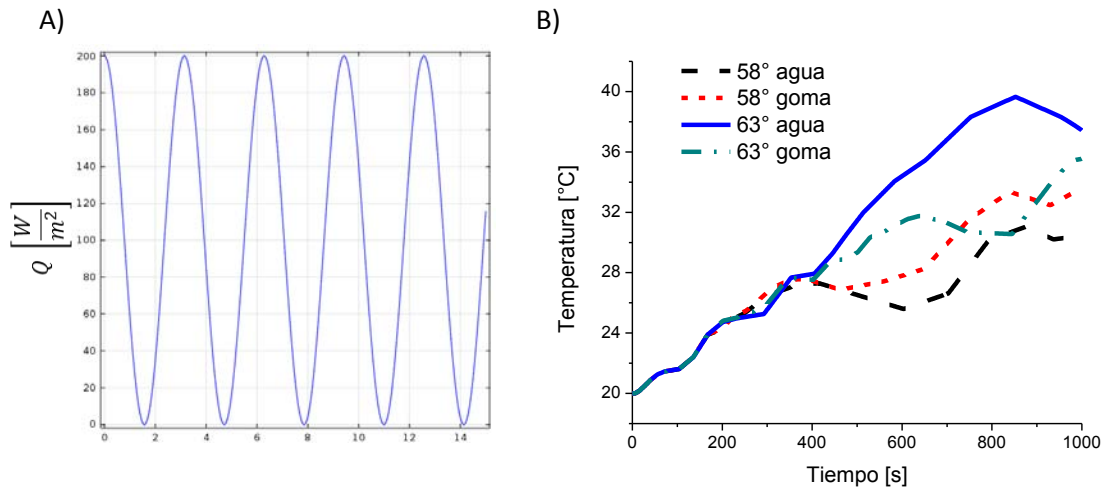 A)
200
180
160
140
120
100
80
60
40
20
0
0 2 4 6 8 10 12 14
Q [W/m²]
B)
58° agua
58° goma
63° agua
63° goma
40
36
32
28
24
20
0 200 400 600 800 1000
Temperatura [°C]
Tiempo [s]